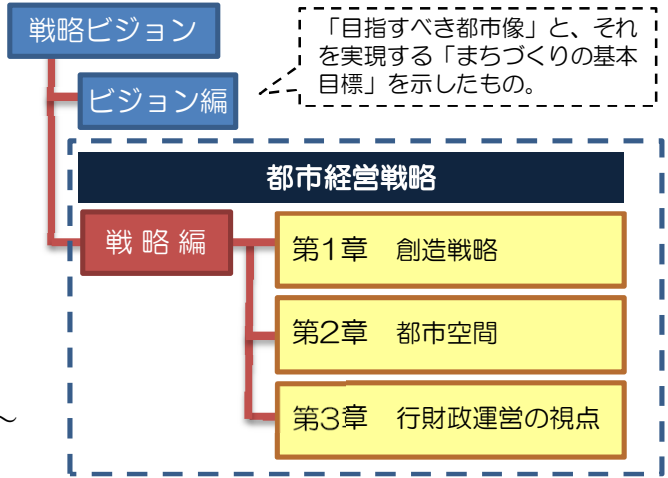 戦略ビジョン
「目指すべき都市像」と、それ
を実現する「まちづくりの基本
目標」を示したもの。
ビジョン編
都市経営戦略
戦 略 編
第1章 創造戦略
第2章 都市空間
第3章 行財政運営の視点
～